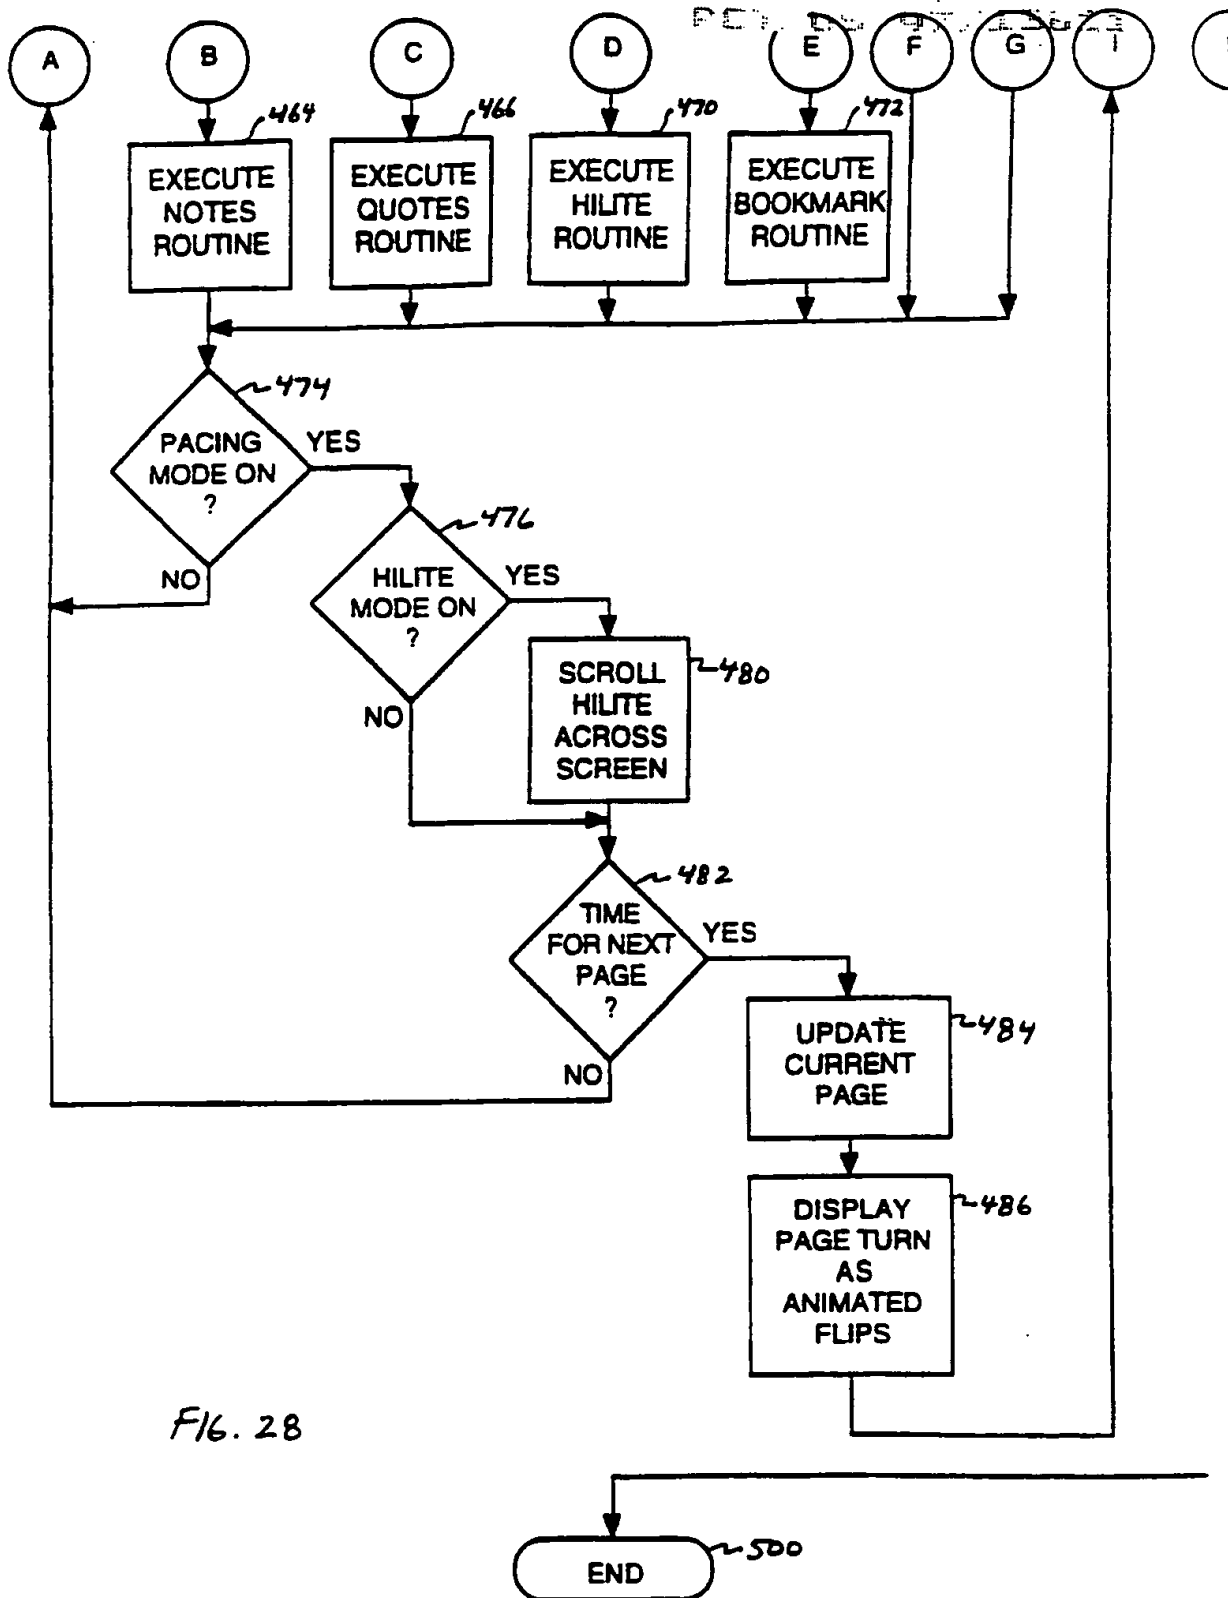 A
B
C
D
E
F
G
I
464
466
470
472
EXECUTE
NOTES
ROUTINE
EXECUTE
QUOTES
ROUTINE
EXECUTE
HILITE
ROUTINE
EXECUTE
BOOKMARK
ROUTINE
474
PACING
MODE ON
?
YES
NO
476
HILITE
MODE ON
?
YES
NO
480
SCROLL
HILITE
ACROSS
SCREEN
482
TIME
FOR NEXT
PAGE
?
YES
NO
484
UPDATE
CURRENT
PAGE
486
DISPLAY
PAGE TURN
AS
ANIMATED
FLIPS
FIG. 28
500
END